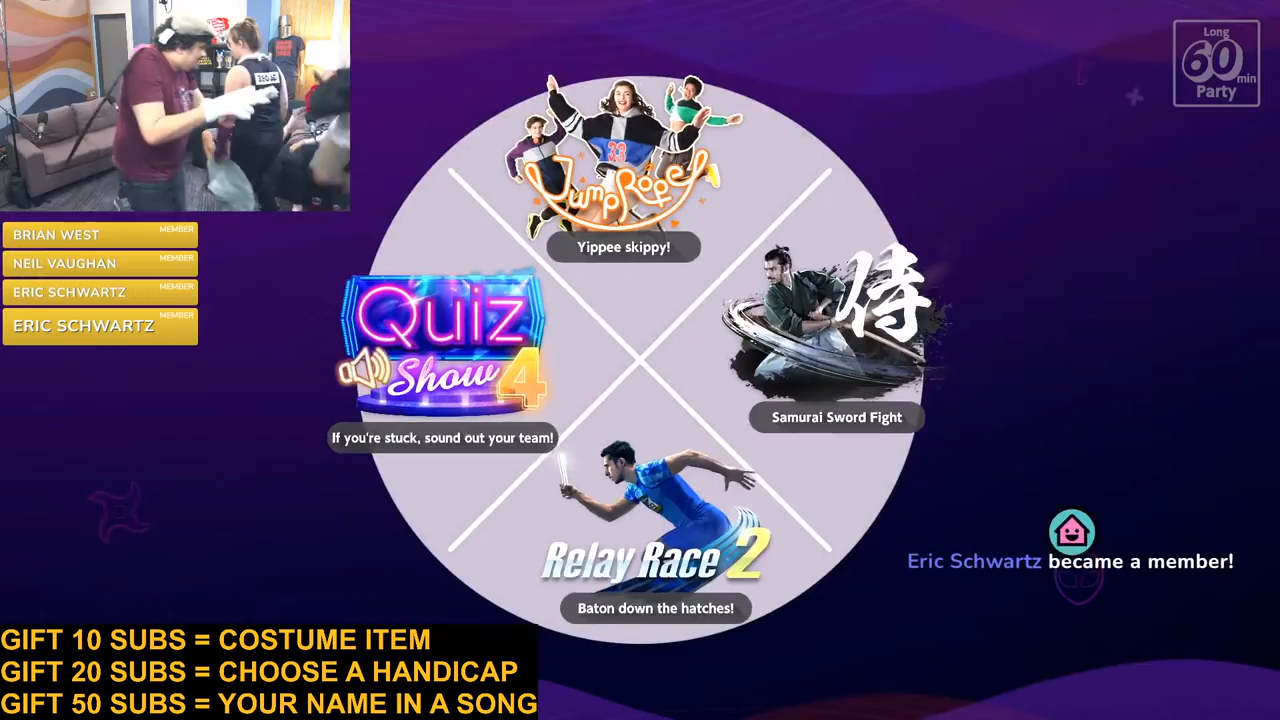 Long
60
min
Party
BRIAN WEST
MEMBER
NEIL VAUGHAN
MEMBER
ERIC SCHWARTZ
MEMBER
ERIC SCHWARTZ
MEMBER
33
Jump Rope
Yippee skippy!
Quiz
Show 4
If you're stuck, sound out your team!
侍
Samurai Sword Fight
Relay Race 2
Baton down the hatches!
Eric Schwartz became a member!
GIFT 10 SUBS = COSTUME ITEM
GIFT 20 SUBS = CHOOSE A HANDICAP
GIFT 50 SUBS = YOUR NAME IN A SONG